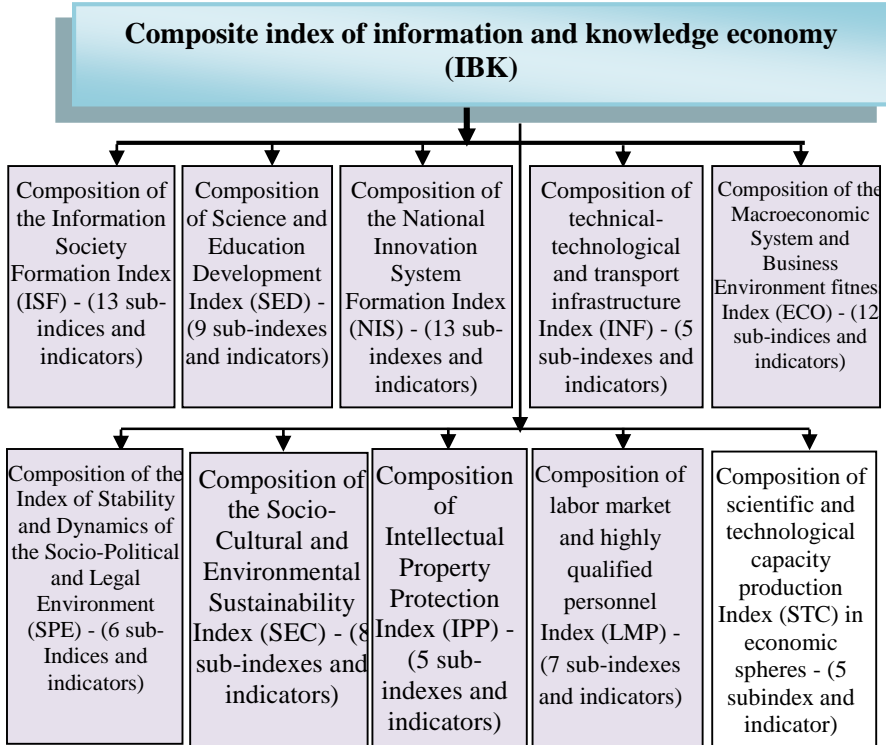 Composite index of information and knowledge economy
(IBK)
Composition of
the Information
Society
Formation Index
(ISF) - (13 sub-
indices and
indicators)
Composition
of Science and
Education
Development
Index (SED) -
(9 sub-indexes
and indicators)
Composition of
the National
Innovation
System
Formation Index
(NIS) - (13 sub-
indexes and
indicators)
Composition of
technical-
technological
and transport
infrastructure
Index (INF) - (5
sub-indexes and
indicators)
Composition of the
Macroeconomic
System and
Business
Environment fitnes
Index (ECO) - (12
sub-indices and
indicators)
Composition of the
Index of Stability
and Dynamics of
the Socio-Political
and Legal
Environment
(SPE) - (6 sub-
Indices and
indicators)
Composition of
the Socio-
Cultural and
Environmental
Sustainability
Index (SEC) - (8
sub-indexes and
indicators)
Composition
of
Intellectual
Property
Protection
Index (IPP) -
(5 sub-
indexes and
indicators)
Composition of
labor market
and highly
qualified
personnel
Index (LMP) -
(7 sub-indexes
and indicators)
Composition of
scientific and
technological
capacity
production
Index (STC) in
economic
spheres - (5
subindex and
indicator)